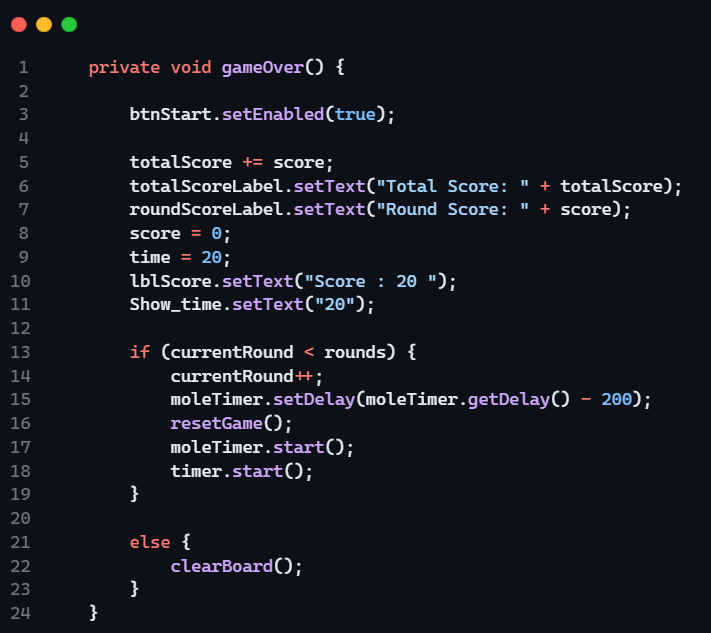 1 private void gameOver() {
2
3 btnStart.setEnabled(true);
4
5 totalScore += score;
6 totalScoreLabel.setText("Total Score: " + totalScore);
7 roundScoreLabel.setText("Round Score: " + score);
8 score = 0;
9 time = 20;
10 lblScore.setText("Score : 20 ");
11 Show_time.setText("20");
12
13 if (currentRound < rounds) {
14 currentRound++;
15 moleTimer.setDelay(moleTimer.getDelay() - 200);
16 resetGame();
17 moleTimer.start();
18 timer.start();
19 }
20
21 else {
22 clearBoard();
23 }
24 }